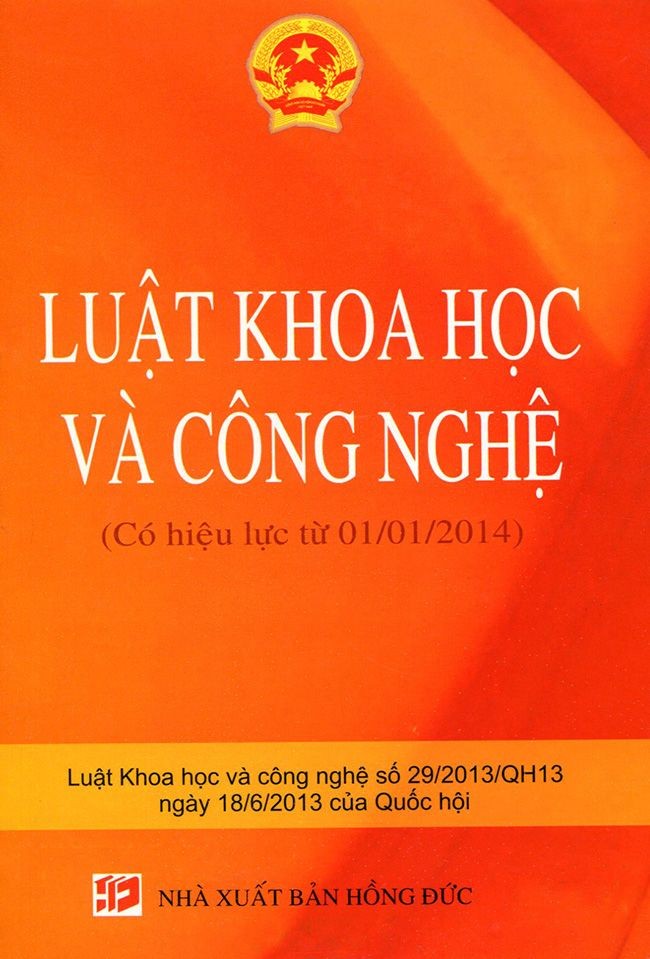 LUẬT KHOA HỌC
VÀ CÔNG NGHỆ
(Có hiệu lực từ 01/01/2014)
Luật Khoa học và công nghệ số 29/2013/QH13
ngày 18/6/2013 của Quốc hội
NHÀ XUẤT BẢN HỒNG ĐỨC